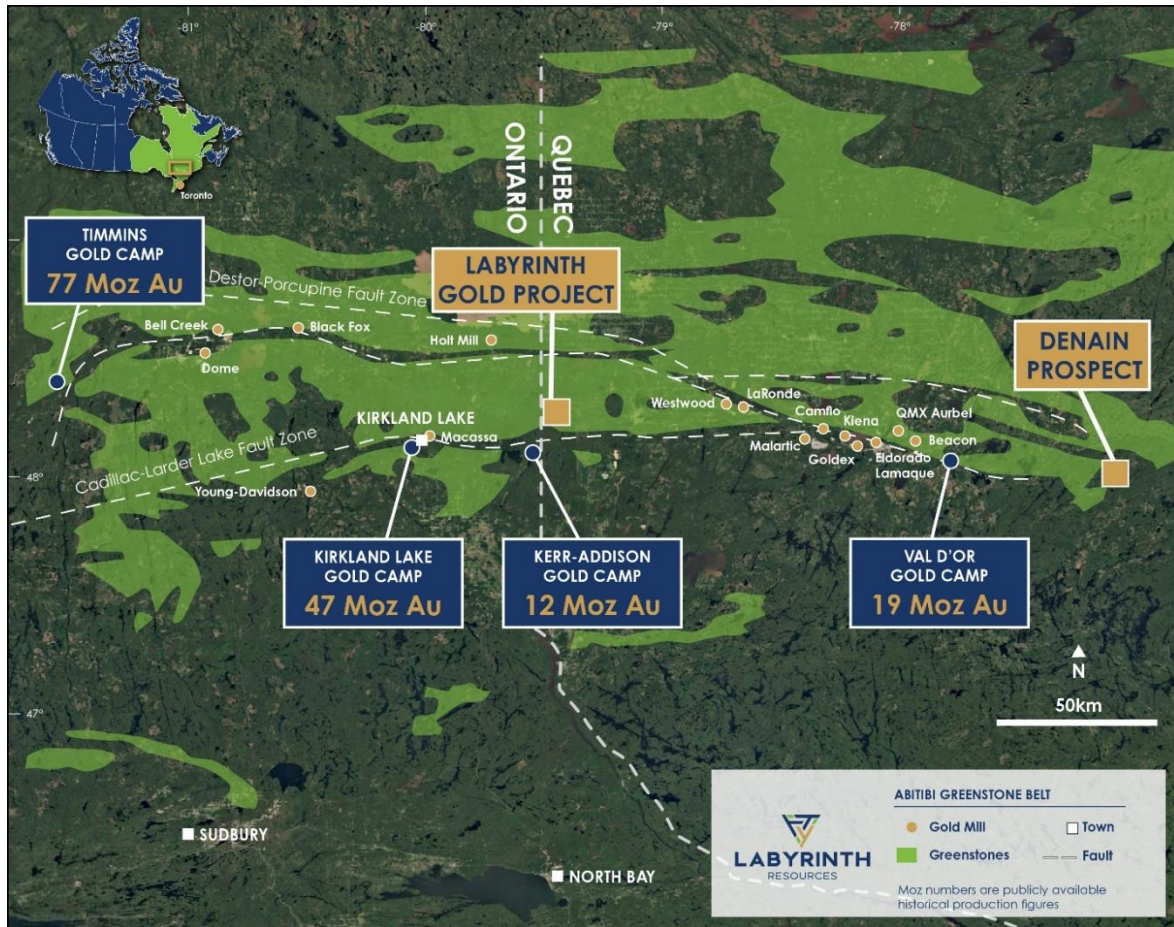 -81°
-80°
-79°
-78°
Toronto
ONTARIO
QUEBEC
TIMMINS
GOLD CAMP
77 Moz Au
Destor-Porcupine Fault Zone
LABYRINTH
GOLD PROJECT
DENAIN
PROSPECT
Bell Creek
Black Fox
Holt Mill
Dome
Westwood
LaRonde
Camflo
Kiena
QMX Aurbel
KIRKLAND LAKE
Macassa
Malartic
Goldex
Eldorado
Lamaque
Beacon
Cadillac-Larder Lake Fault Zone
Young-Davidson
48°
KIRKLAND LAKE
GOLD CAMP
47 Moz Au
KERR-ADDISON
GOLD CAMP
12 Moz Au
VAL D'OR
GOLD CAMP
19 Moz Au
N
50km
47°
SUDBURY
NORTH BAY
LABYRINTH
RESOURCES
ABITIBI GREENSTONE BELT
Gold Mill
Town
Greenstones
Fault
Moz numbers are publicly available
historical production figures